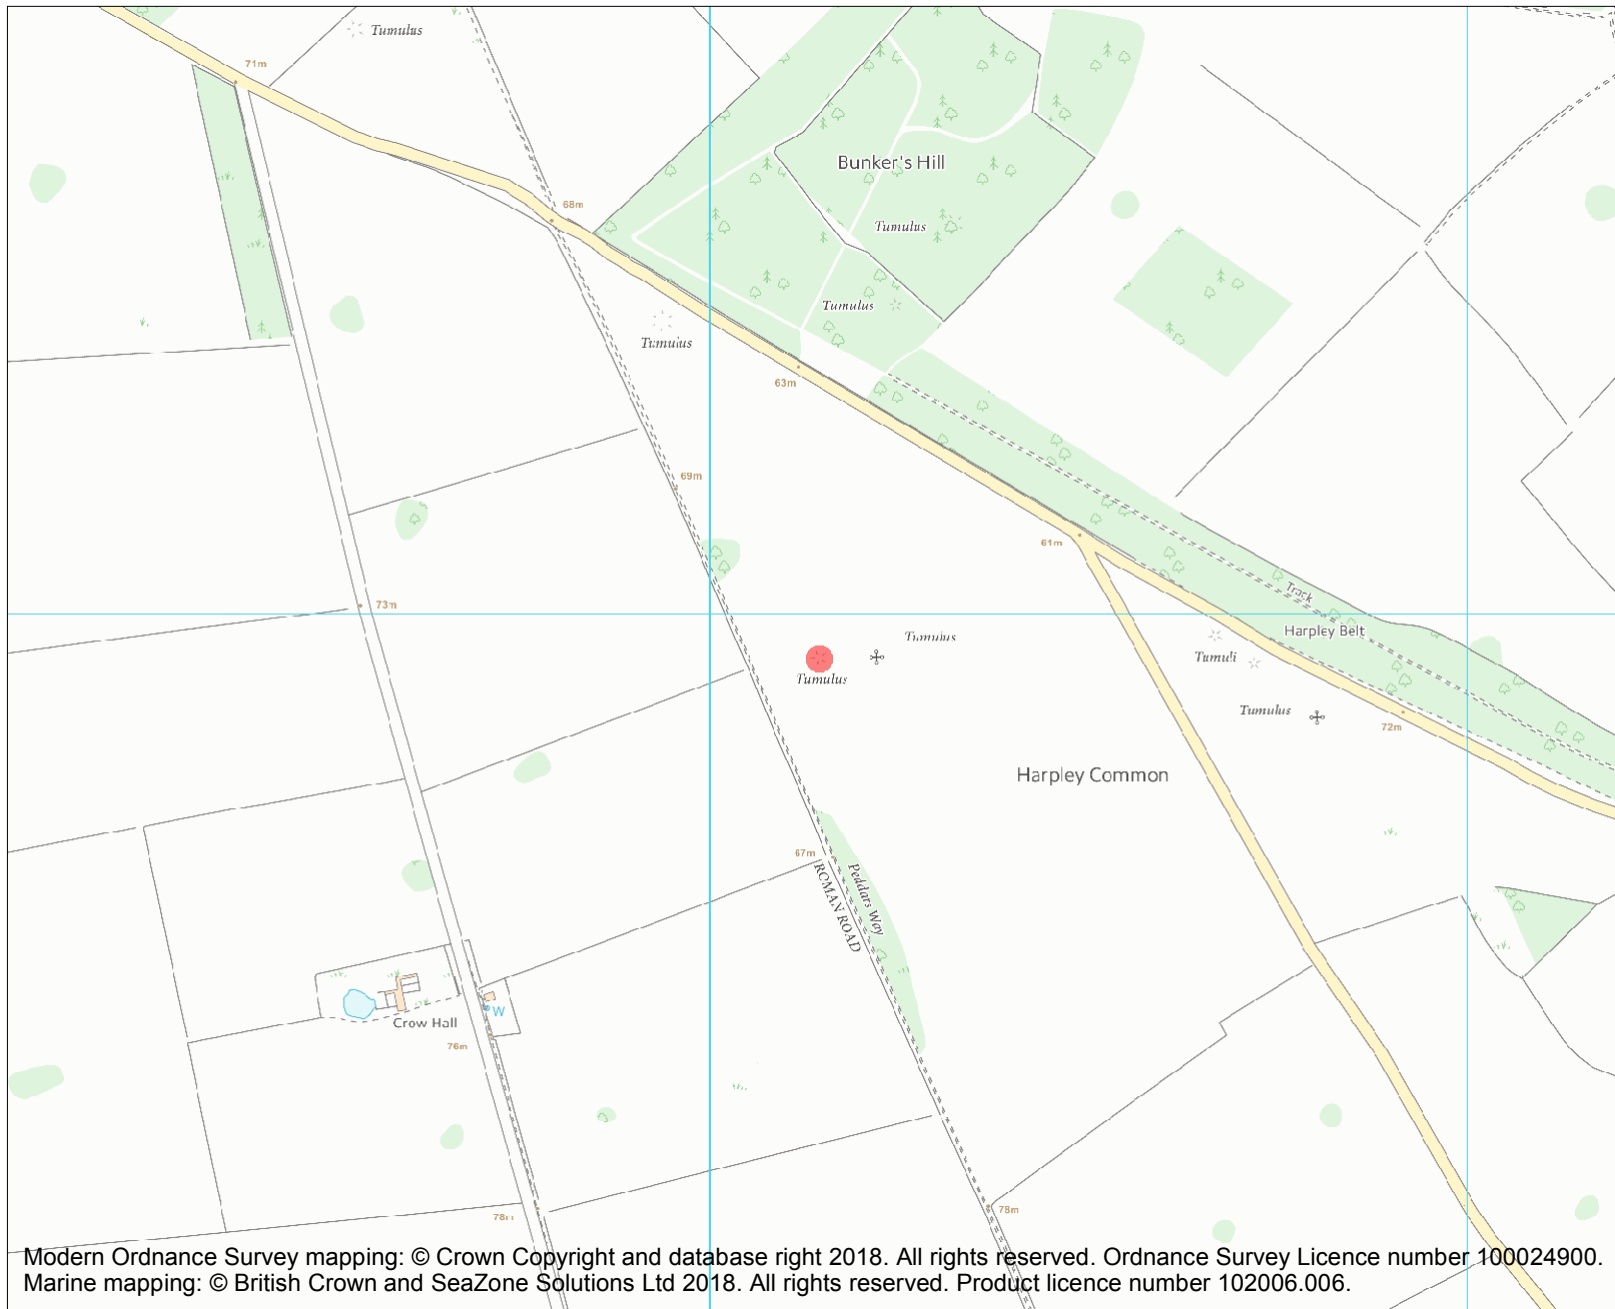 Tumulus
71m
Bunker's Hill
68m
Tumulus
Tumulus
Tumulus
63m
69m
61m
Track
73m
Harpley Belt
Tumulus
Tumuli
Tumulus
Tumulus
72m
Harpley Common
67m
Peddars Way
ROMAN ROAD
W
Crow Hall
76m
78m
78m
Modern Ordnance Survey mapping: © Crown Copyright and database right 2018. All rights reserved. Ordnance Survey Licence number 100024900.
Marine mapping: © British Crown and SeaZone Solutions Ltd 2018. All rights reserved. Product licence number 102006.006.